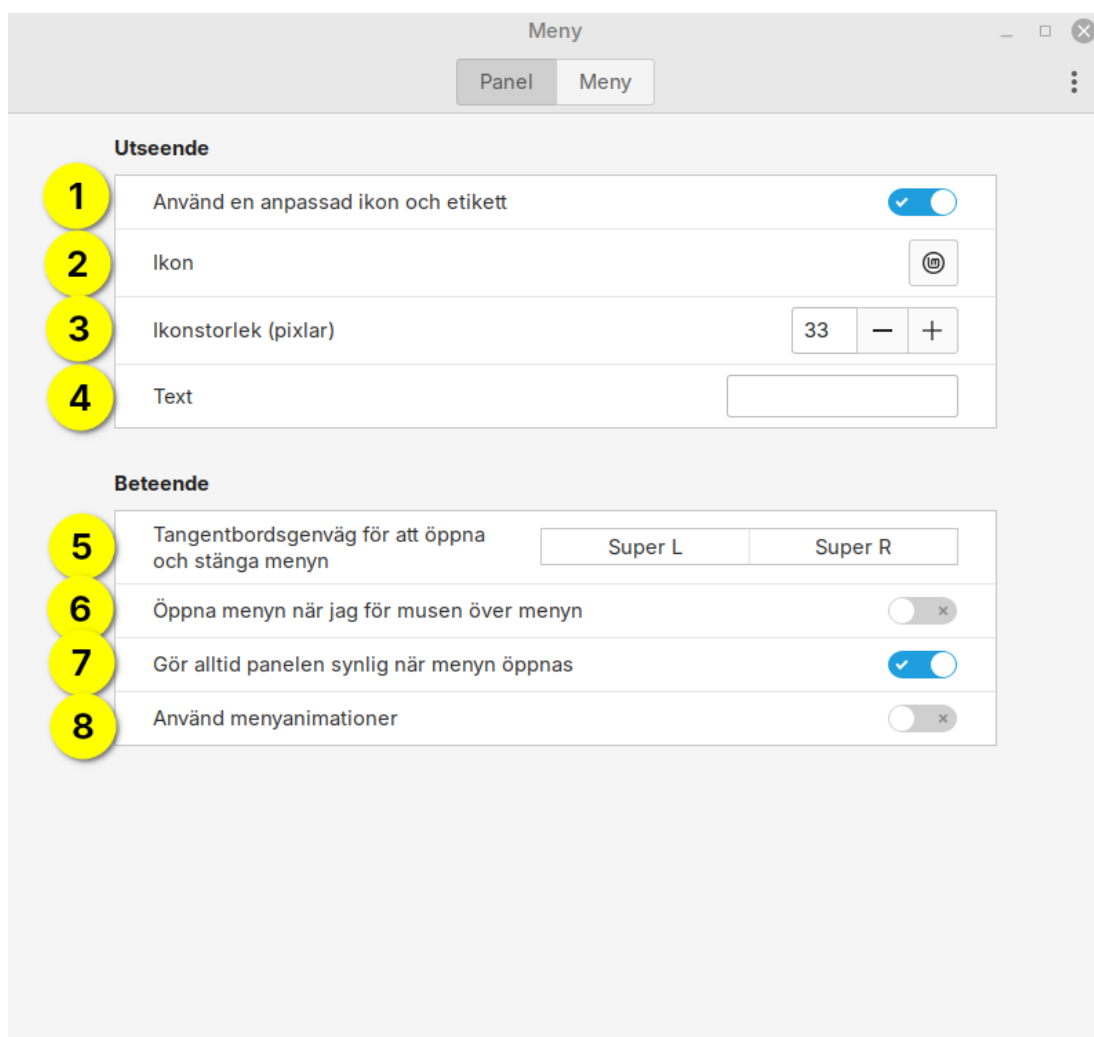 Meny
Panel Meny
Utseende
1 Använd en anpassad ikon och etikett
2 Ikon
3 Ikonstorlek (pixlar) 33
4 Text
Beteende
5 Tangentbordsgenväg för att öppna
och stänga menyn Super L Super R
6 Öppna menyn när jag för musen över menyn
7 Gör alltid panelen synlig när menyn öppnas
8 Använd menyanimationer